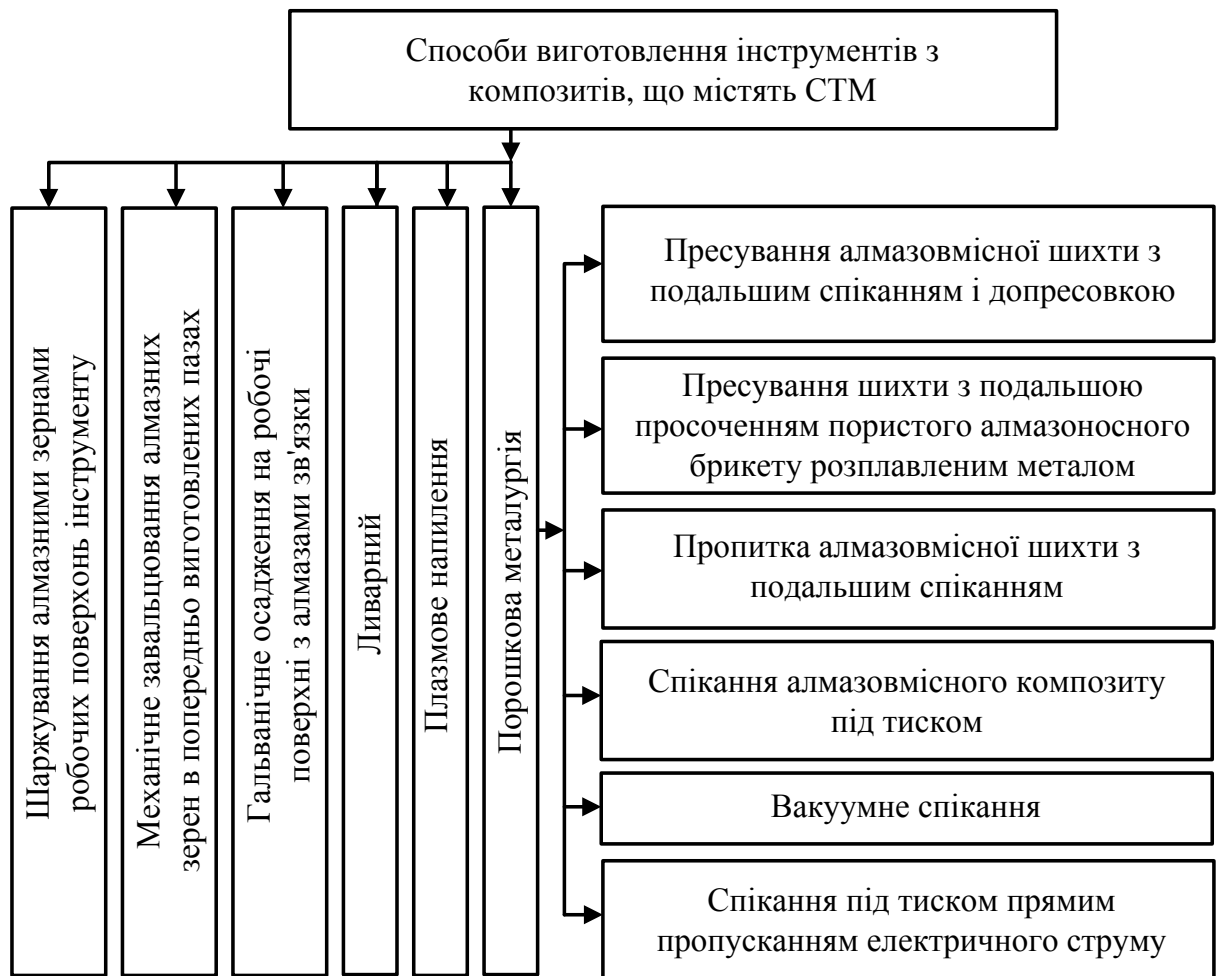 Способи виготовлення інструментів з
композитів, що містять СТМ
Шаржування алмазними зернами
робочих поверхонь інструменту
Механічне завальцювання алмазних
зерен в попередньо виготовлених пазах
Гальванічне осадження на робочі
поверхні з алмазами зв'язки
Ливарний
Плазмове напилення
Порошкова металургія
Пресування алмазовмісної шихти з
подальшим спіканням і допресовкою
Пресування шихти з подальшою
просоченням пористого алмазоносного
брикету розплавленим металом
Пропитка алмазовмісної шихти з
подальшим спіканням
Спікання алмазовмісного композиту
під тиском
Вакуумне спікання
Спікання під тиском прямим
пропусканням електричного струму